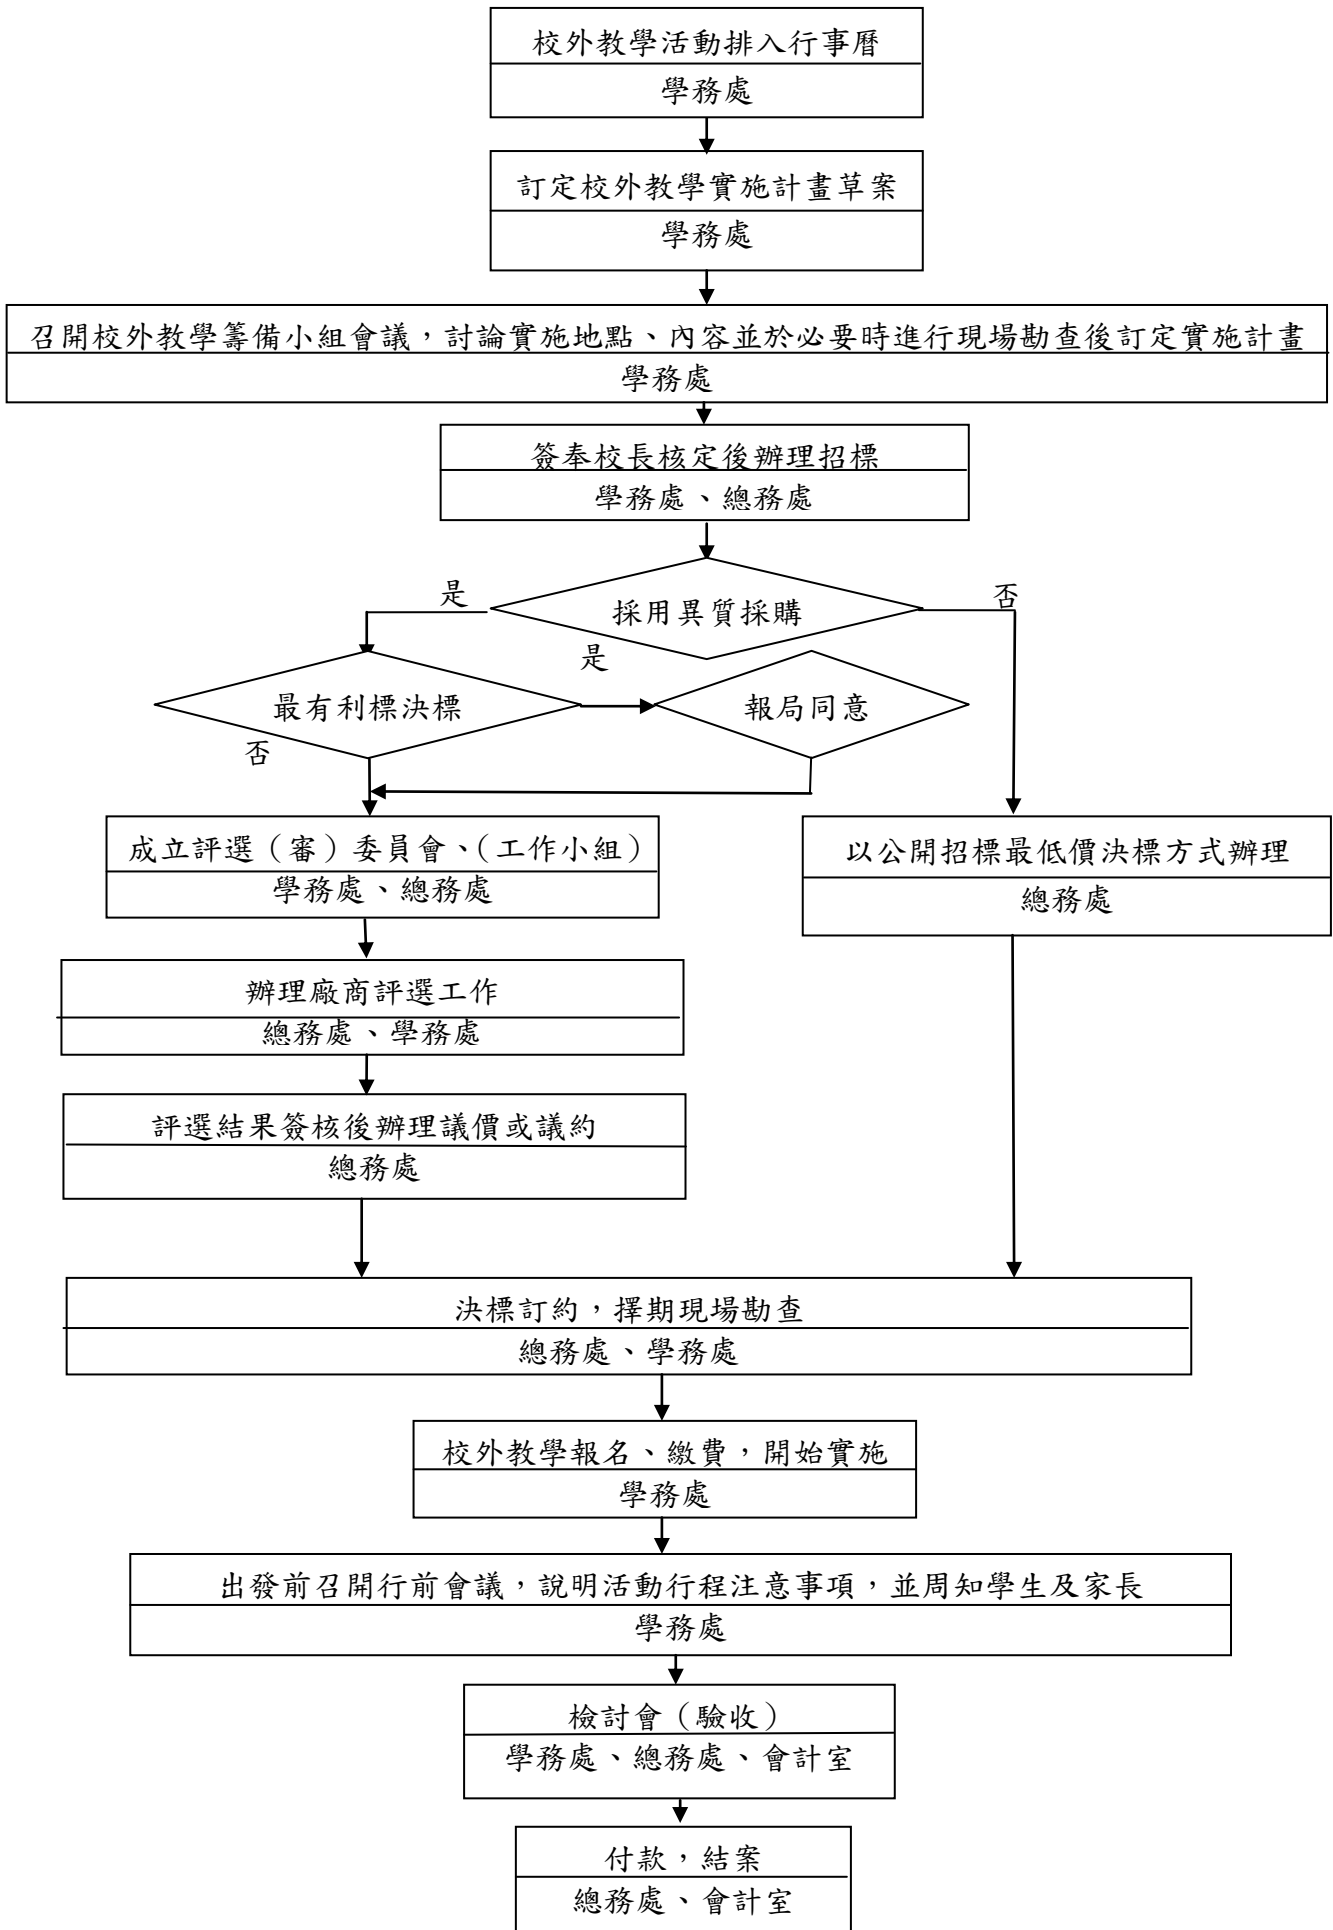 校外教學活動排入行事曆
學務處
訂定校外教學實施計畫草案
學務處
召開校外教學籌備小組會議，討論實施地點、內容並於必要時進行現場勘查後訂定實施計畫
學務處
簽奉校長核定後辦理招標
學務處、總務處
是
採用異質採購
否
是
最有利標決標
報局同意
否
成立評選（審）委員會、（工作小組）
學務處、總務處
以公開招標最低價決標方式辦理
總務處
辦理廠商評選工作
總務處、學務處
評選結果簽核後辦理議價或議約
總務處
決標訂約，擇期現場勘查
總務處、學務處
校外教學報名、繳費，開始實施
學務處
出發前召開行前會議，說明活動行程注意事項，並周知學生及家長
學務處
檢討會（驗收）
學務處、總務處、會計室
付款，結案
總務處、會計室